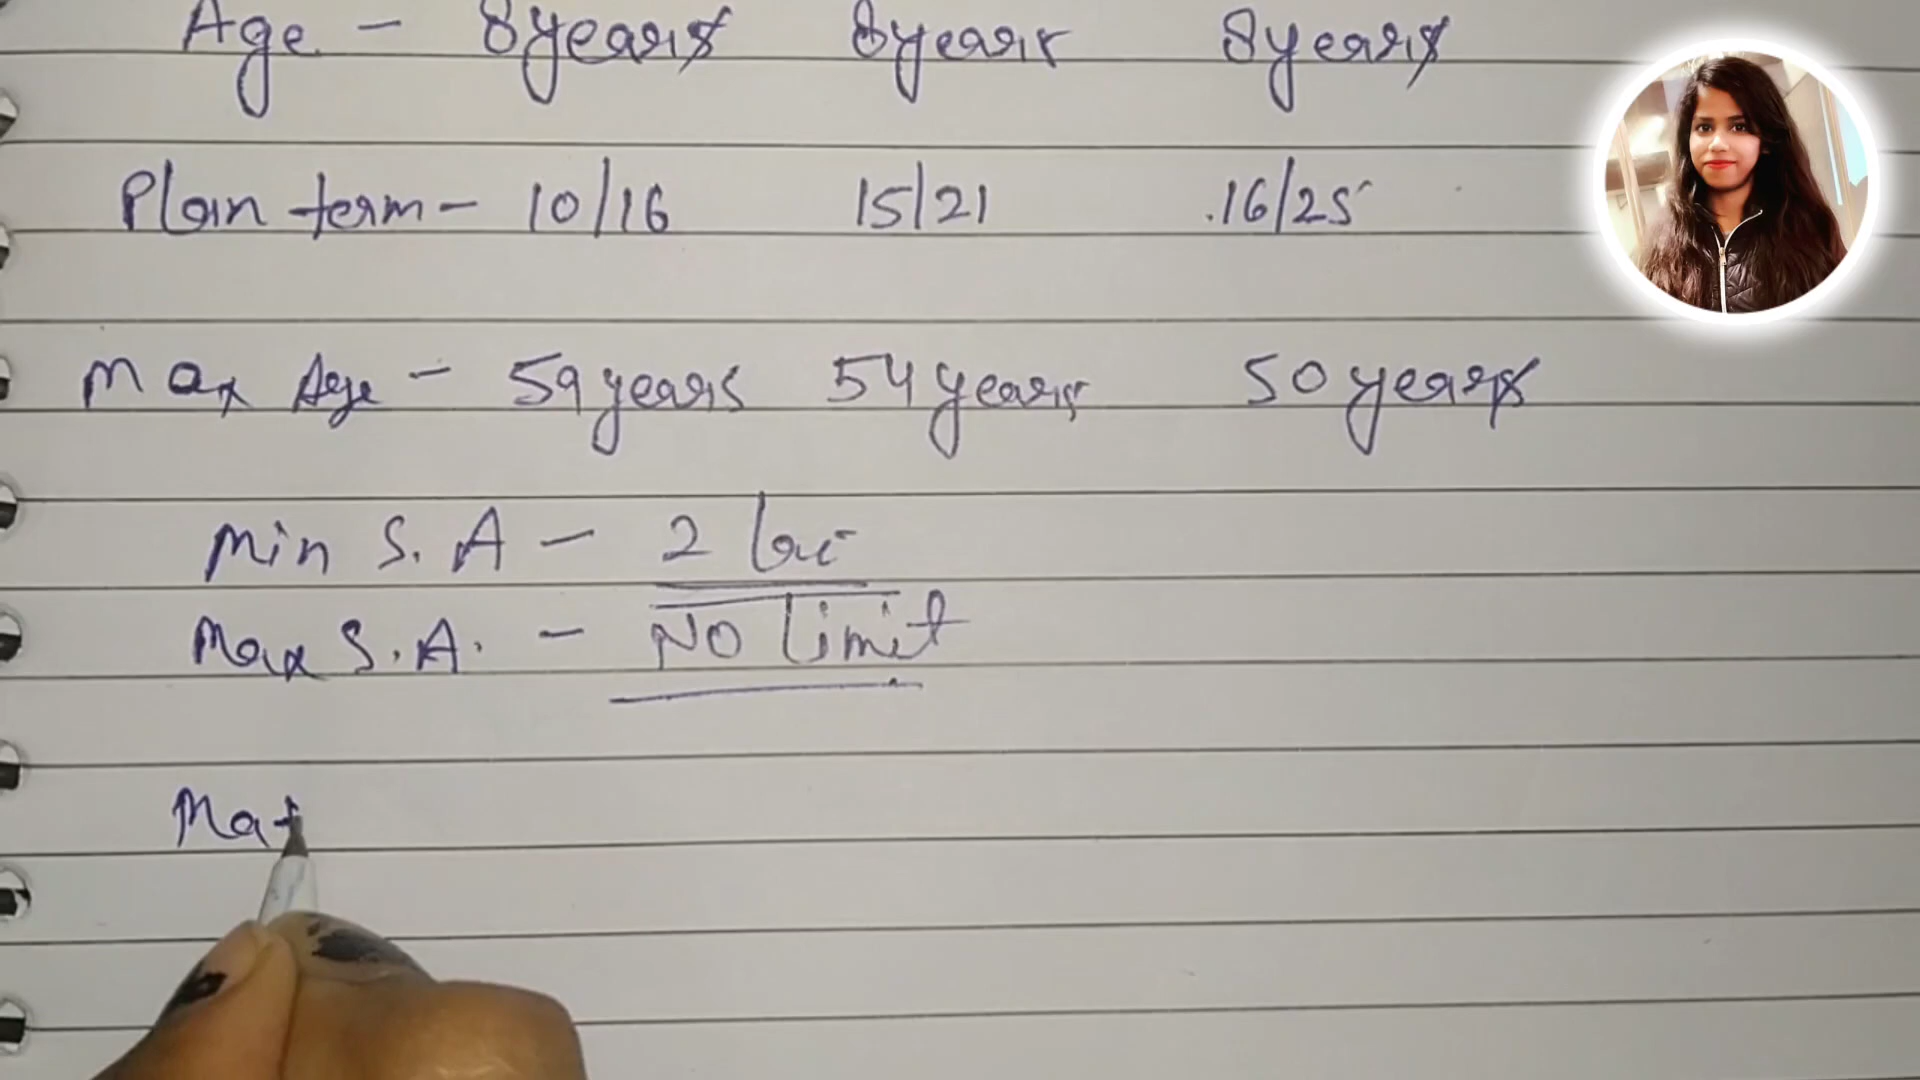 Age - 8 years 8 years 8 years
Plan term - 10/16 15/21 16/25
Max Age - 59 years 54 years 50 years
Min S.A - 2 lac
Max S.A. - NO Limit
Mat